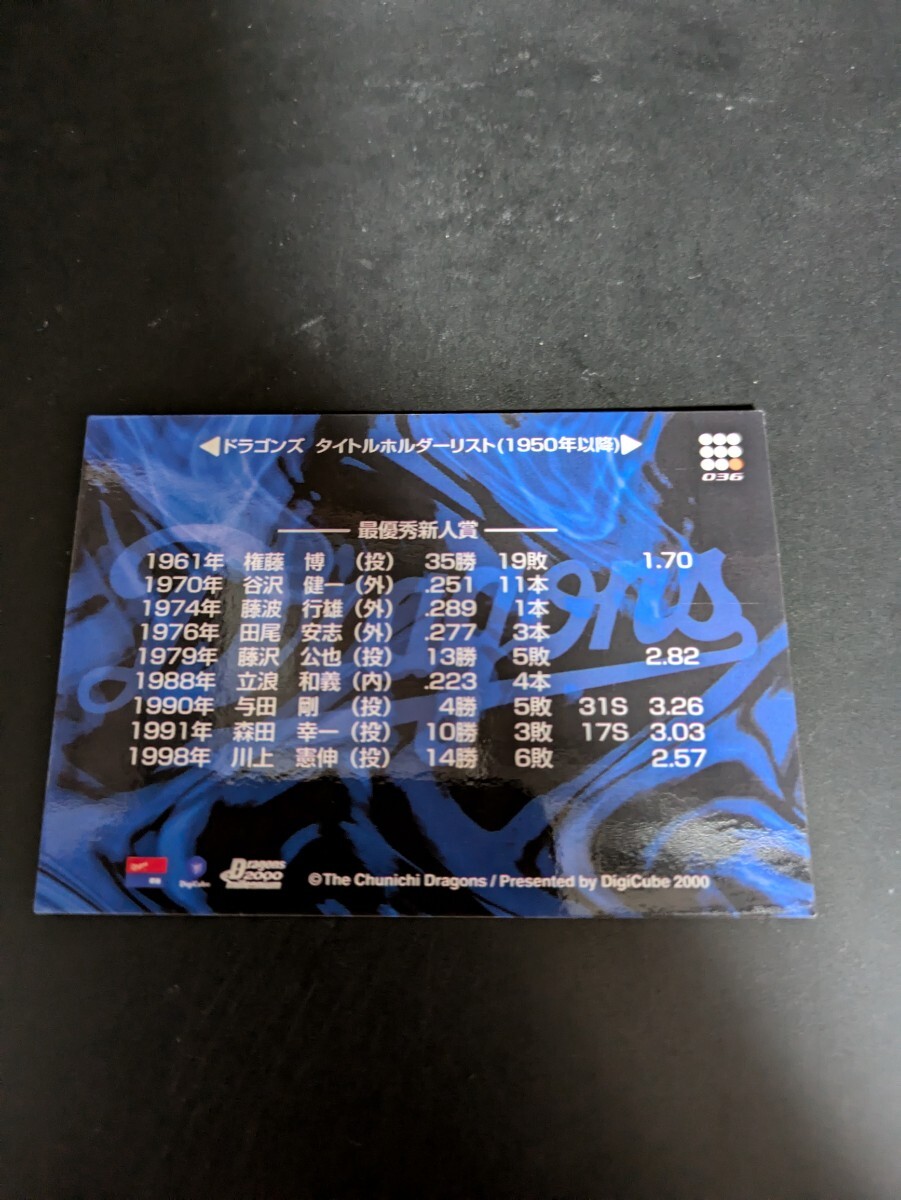 ◀ドラゴンズ タイトルホルダーリスト(1950年以降)▶
036
最優秀新人賞
1961年 権藤 博 (投) 35勝 19敗 1.70
1970年 谷沢 健一 (外) .251 11本
1974年 藤波 行雄 (外) .289 1本
1976年 田尾 安志 (外) .277 3本
1979年 藤沢 公也 (投) 13勝 5敗 2.82
1988年 立浪 和義 (内) .223 4本
1990年 与田 剛 (投) 4勝 5敗 31S 3.26
1991年 森田 幸一 (投) 10勝 3敗 17S 3.03
1998年 川上 憲伸 (投) 14勝 6敗 2.57
Dragons
DigiCube
Dragons 2000
©The Chunichi Dragons / Presented by DigiCube 2000